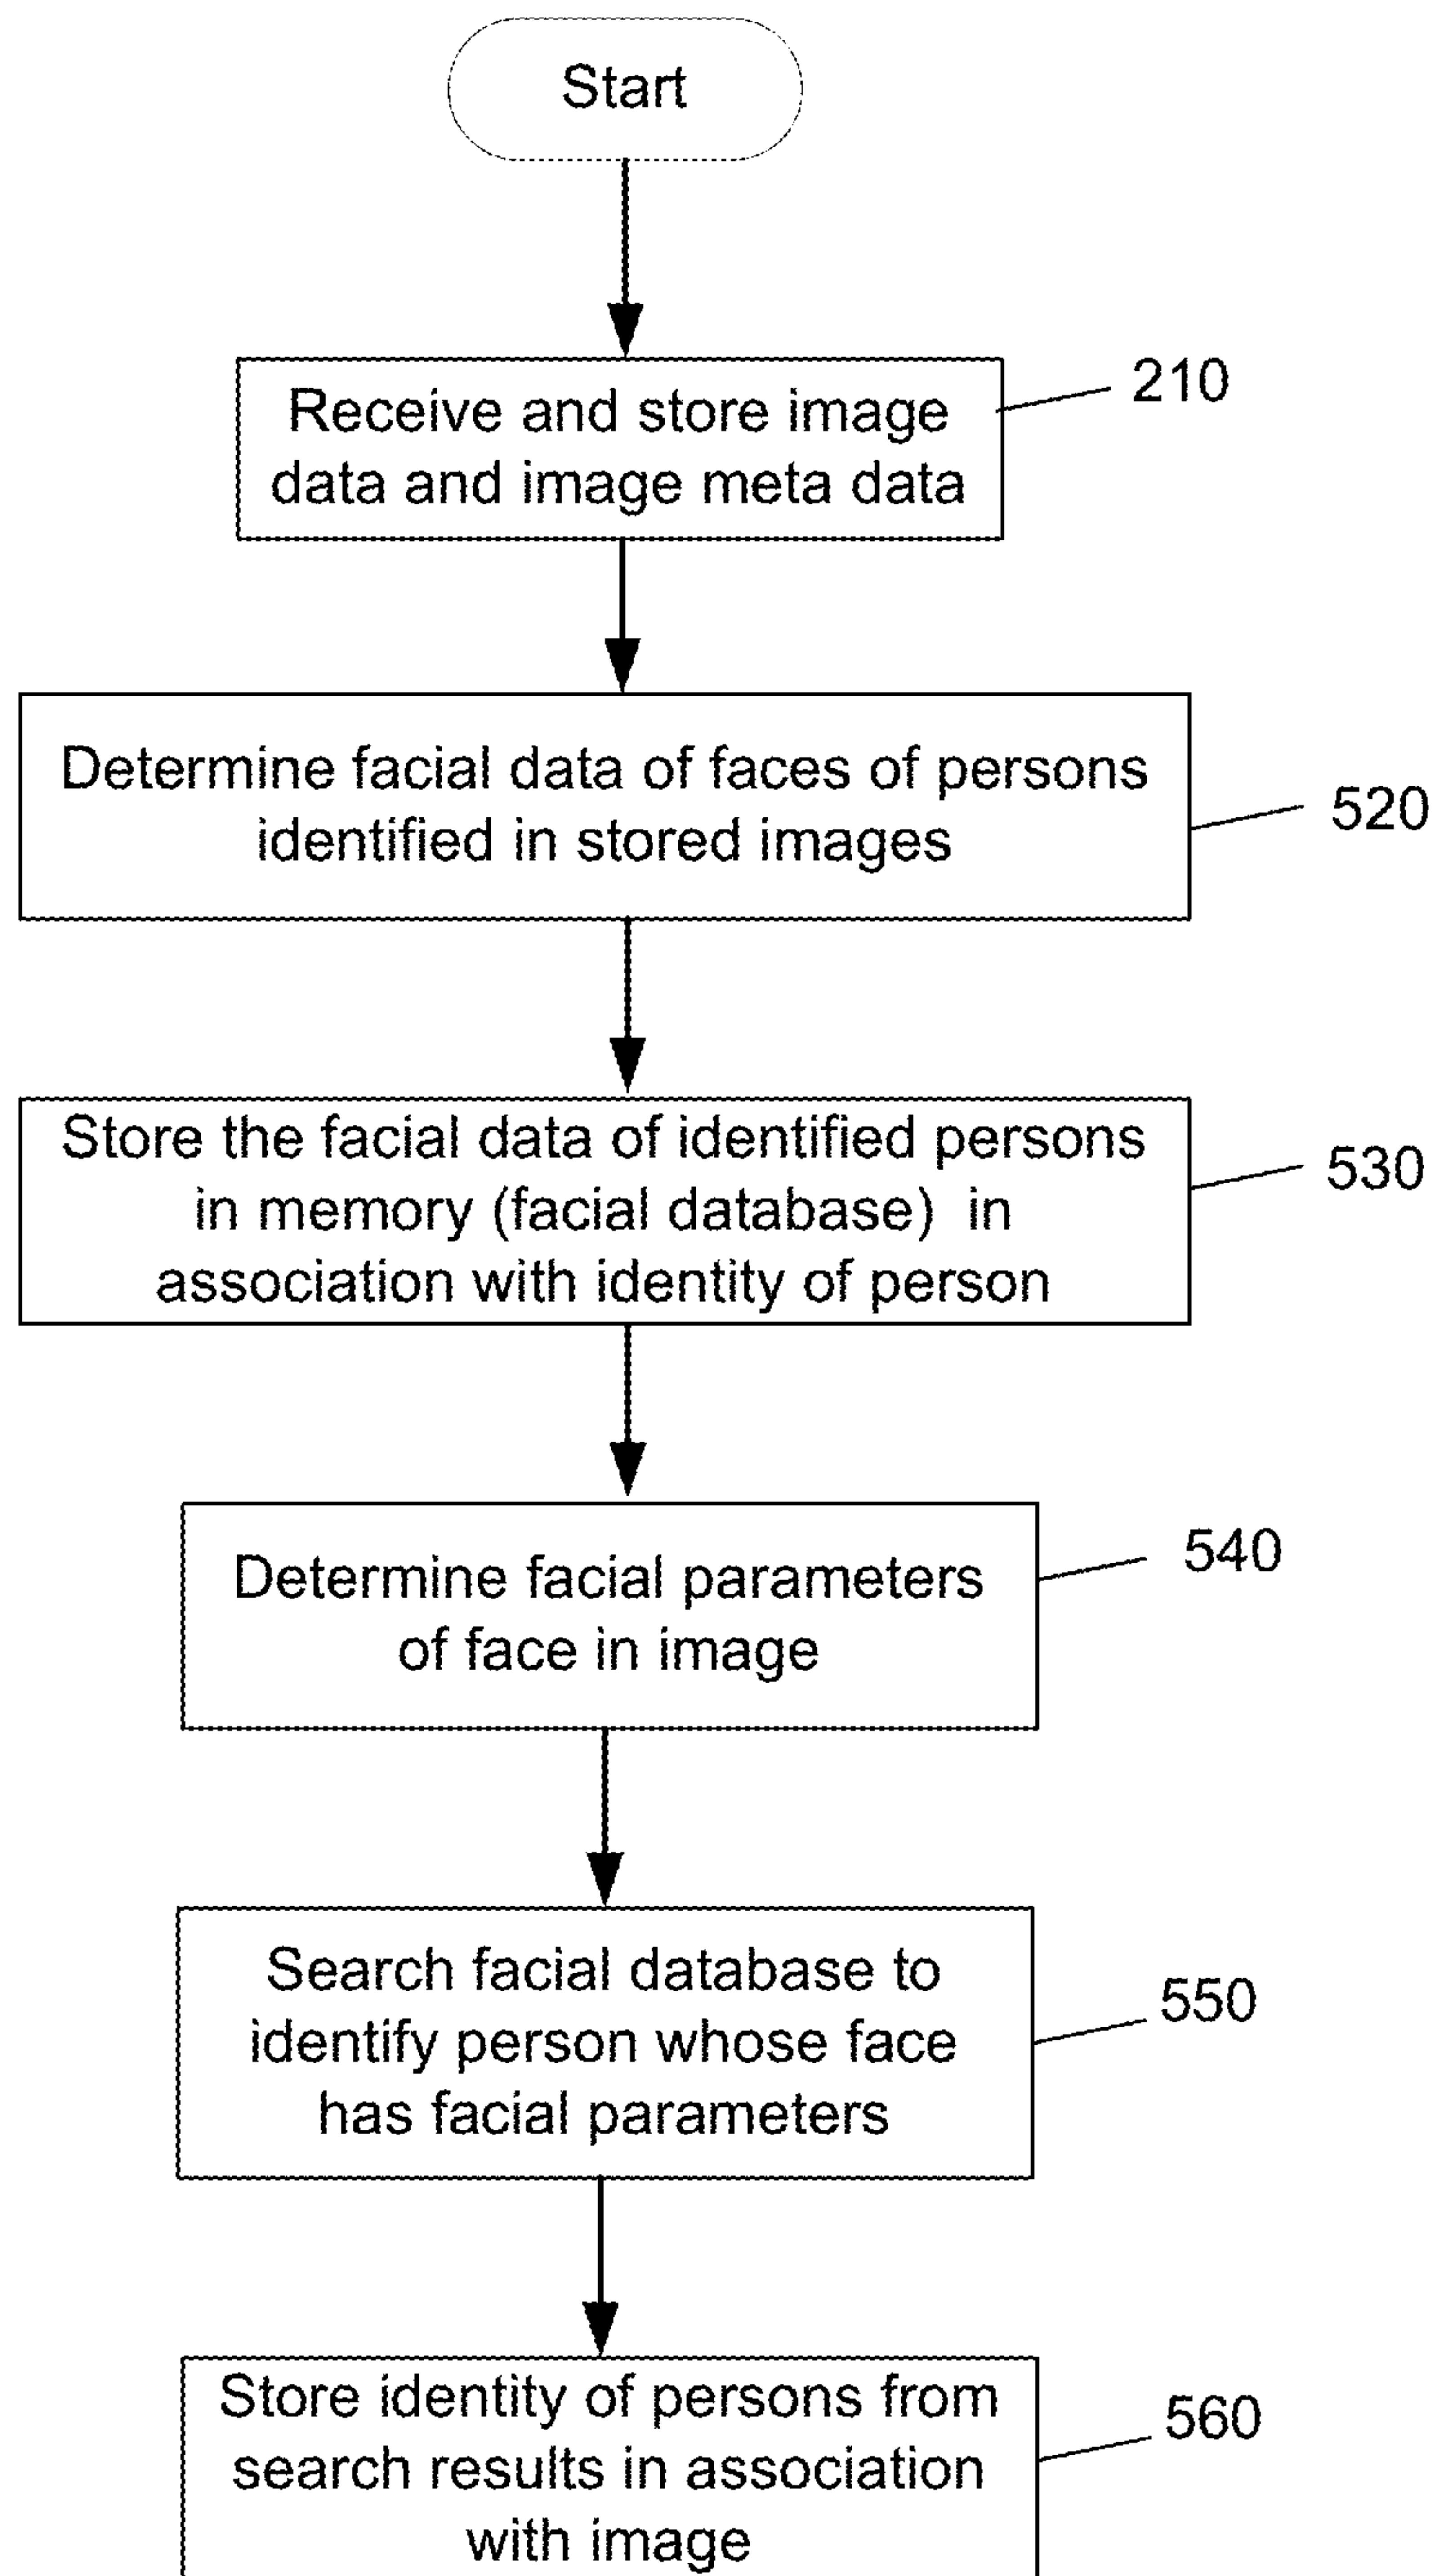 Start
Receive and store image
data and image meta data
210
Determine facial data of faces of persons
identified in stored images
520
Store the facial data of identified persons
in memory (facial database) in
association with identity of person
530
Determine facial parameters
of face in image
540
Search facial database to
identify person whose face
has facial parameters
550
Store identity of persons from
search results in association
with image
560